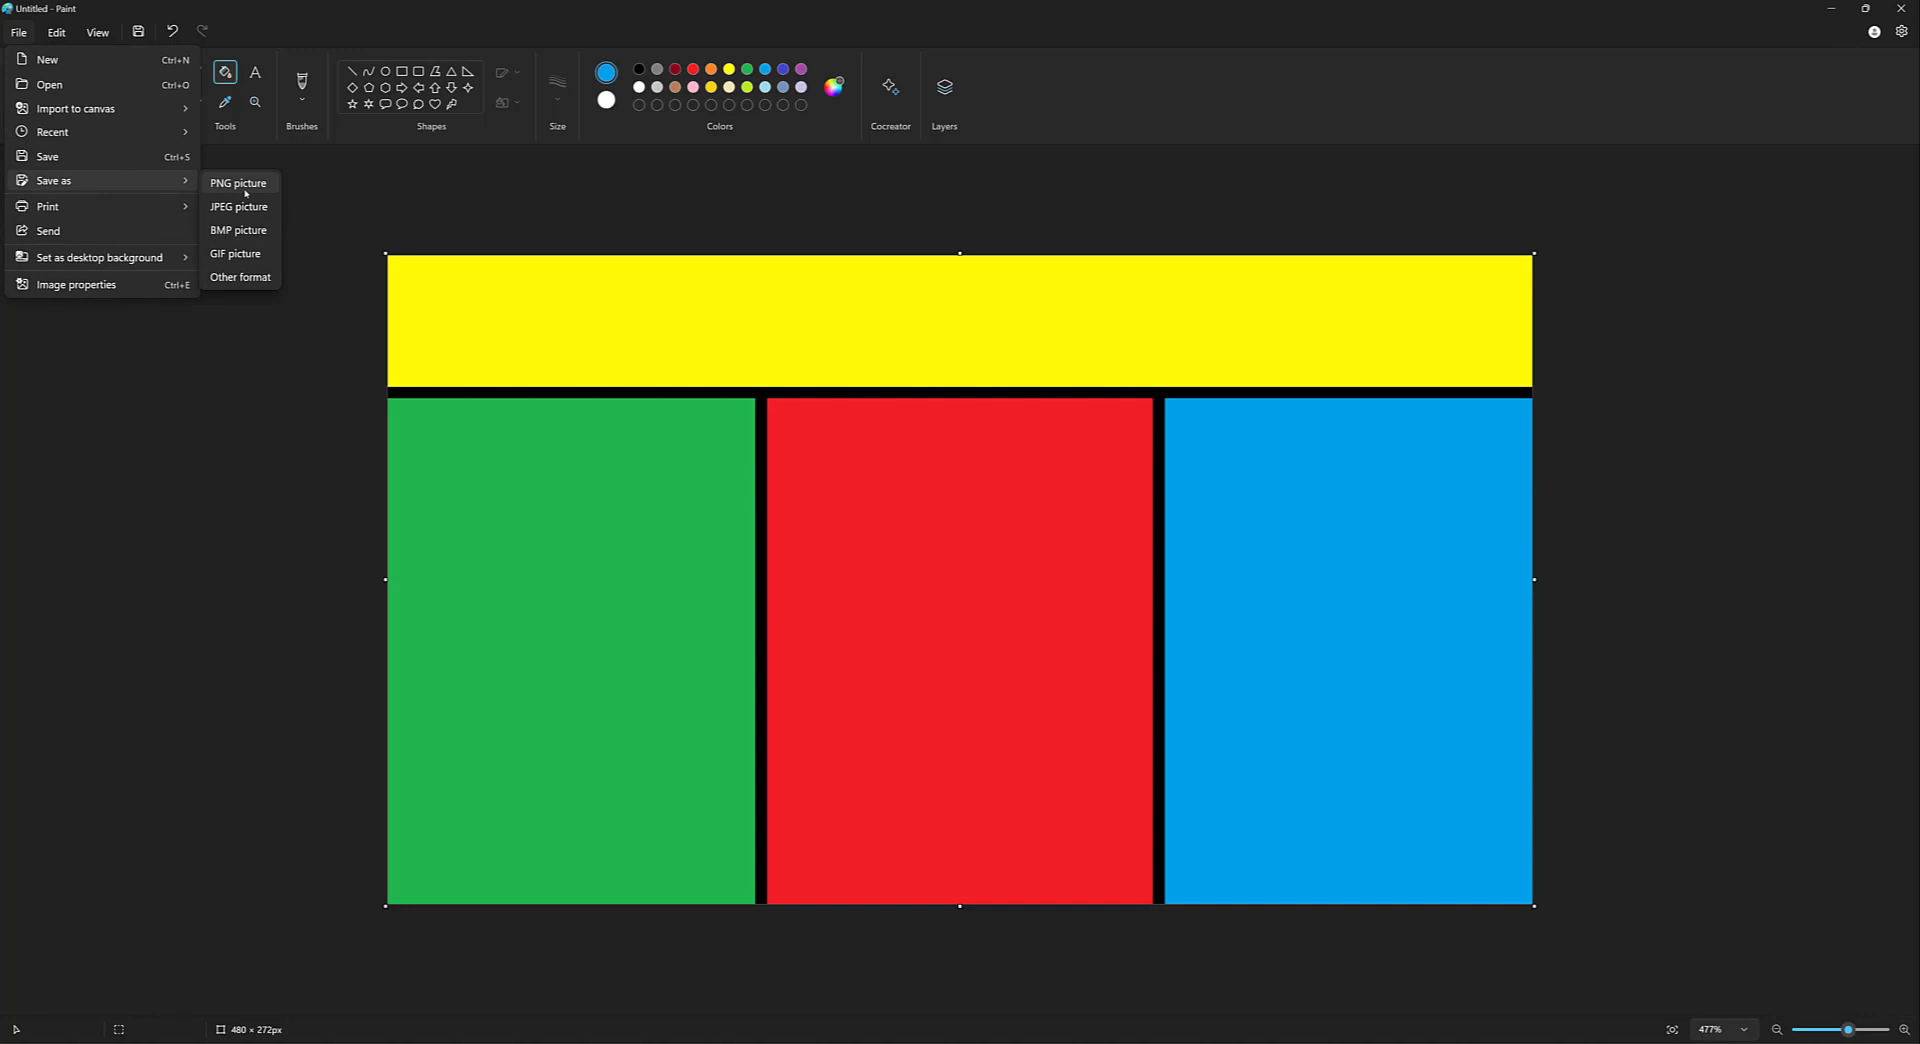 Untitled - Paint
File Edit View
New Ctrl+N
Open Ctrl+O
Import to canvas
Recent
Save Ctrl+S
Save as
Print
Send
Set as desktop background
Image properties Ctrl+E
PNG picture
JPEG picture
BMP picture
GIF picture
Other format
Tools
Brushes
Shapes
Size
Colors
Cocreator
Layers
480 × 272px
477%